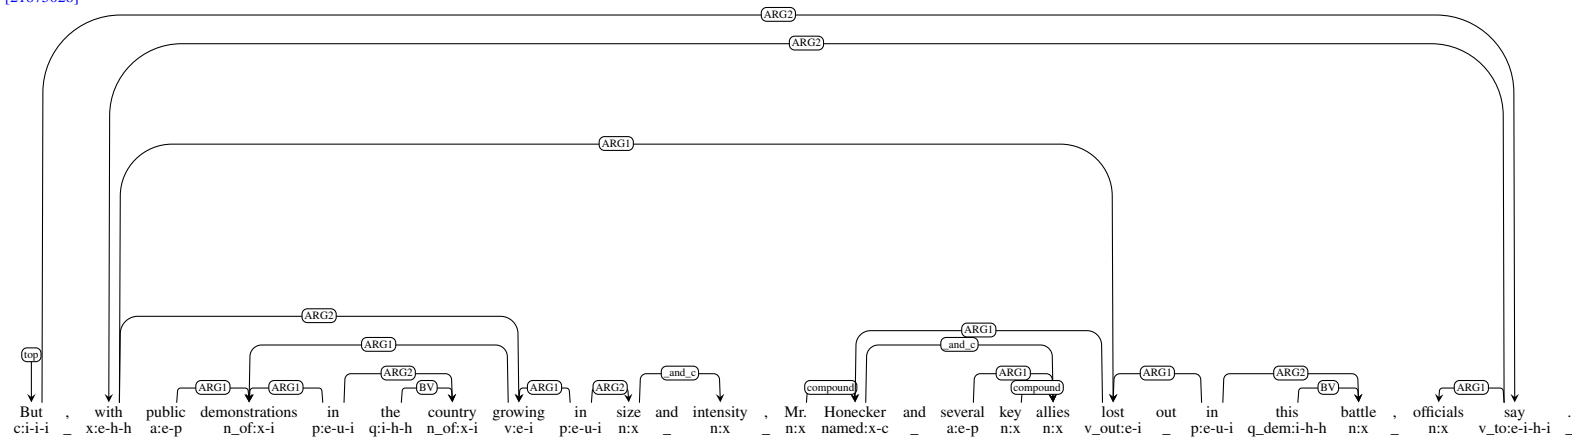 ARG2
ARG2
ARG1
ARG2
ARG1
top ARG1 _and_c
ARG2 _and_c ARG1 ARG1 ARG2
ARG1 ARG1 BV ARG1 ARG2 compound compound BV ARG1
But , with public demonstrations in the country growing in size and intensity , Mr. Honecker and several key allies lost out in this battle , officials say .
c:i-i-i _ x:e-h-h a:e-p n_of:x-i p:e-u-i q:i-h-h n_of:x-i v:e-i p:e-u-i n:x _ n:x _ n:x named:x-c _ a:e-p n:x n:x v_out:e-i _ p:e-u-i q_dem:i-h-h n:x _ n:x v_to:e-i-h-i _